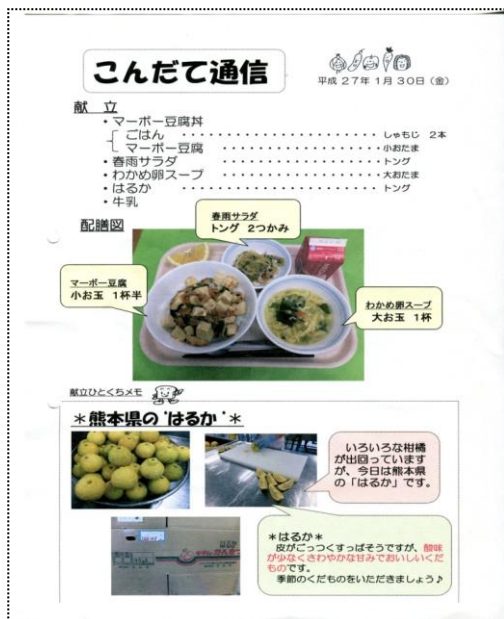 こんだて通信
平成27年1月30日(金)
献 立
・マーボー豆腐丼
ごはん ・・・・・・・・・・・・・・・・・・・・・・ しゃもじ 2本
マーボー豆腐 ・・・・・・・・・・・・・・・・・・ 小おたま
・春雨サラダ ・・・・・・・・・・・・・・・・・・ トング
・わかめ卵スープ ・・・・・・・・・・・・・・・・ 大おたま
・はるか ・・・・・・・・・・・・・・・・・・・・ トング
・牛乳
配膳図
春雨サラダ
トング 2つかみ
マーボー豆腐
小お玉 1杯半
わかめ卵スープ
大お玉 1杯
献立ひとくちメモ
*熊本県の'はるか'*
いろいろな柑橘
が出回っています
が、今日は熊本県
の「はるか」です。
*はるか*
皮がごっつくすっぱそうですが、酸味
が少なくさわやかな甘みでおいしいくだ
ものです。
季節のくだものをいただきましょう♪